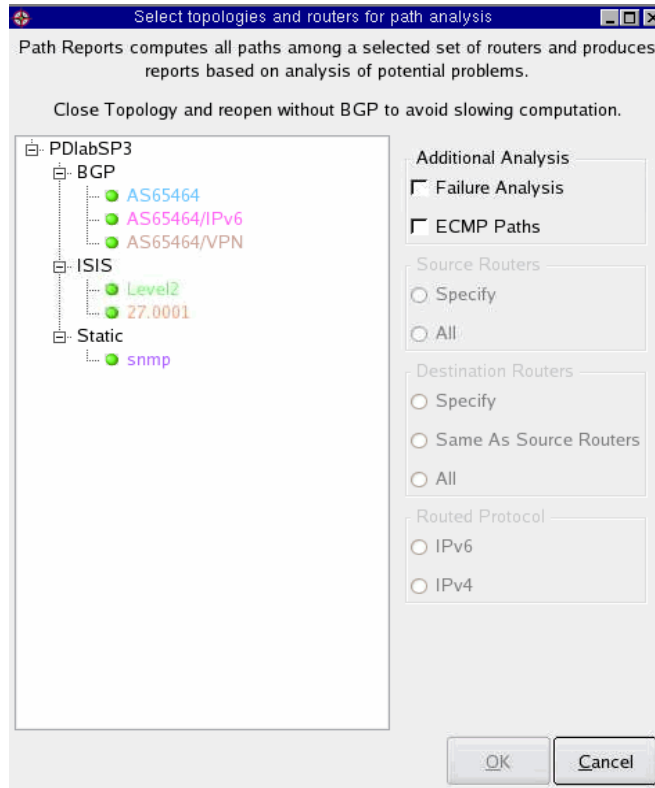 Select topologies and routers for path analysis
Path Reports computes all paths among a selected set of routers and produces
reports based on analysis of potential problems.
Close Topology and reopen without BGP to avoid slowing computation.
PDlabSP3
BGP
AS65464
AS65464/IPv6
AS65464/VPN
ISIS
Level2
27.0001
Static
snmp
Additional Analysis
Failure Analysis
ECMP Paths
Source Routers
Specify
All
Destination Routers
Specify
Same As Source Routers
All
Routed Protocol
IPv6
IPv4
OK
Cancel